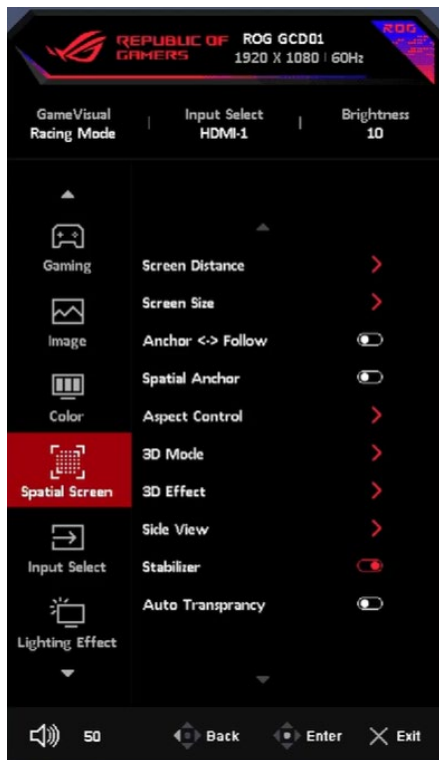 REPUBLIC OF
GAMERS
ROG GCD01
1920 X 1080 | 60Hz
ROG
GameVisual
Racing Mode
Input Select
HDMI-1
Brightness
10
Gaming
Image
Color
Spatial Screen
Input Select
Lighting Effect
Screen Distance
Screen Size
Anchor <-> Follow
Spatial Anchor
Aspect Control
3D Mode
3D Effect
Side View
Stabilizer
Auto Transprancy
50
Back
Enter
Exit